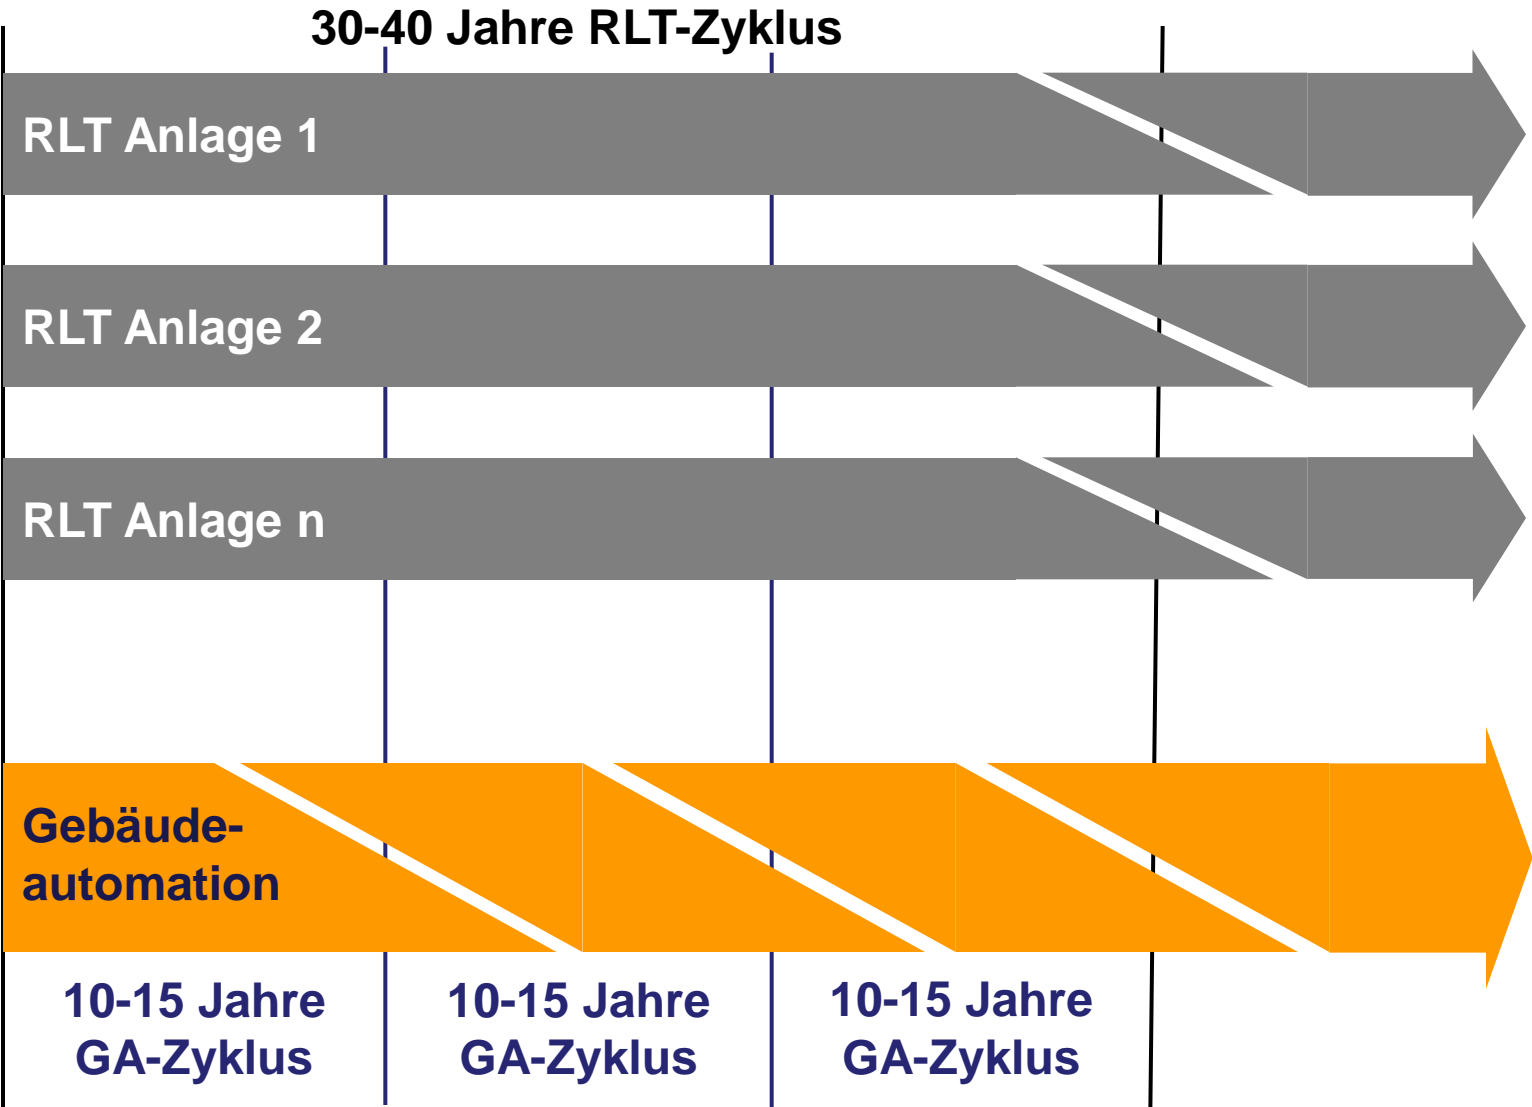 30-40 Jahre RLT-Zyklus
RLT Anlage 1
RLT Anlage 2
RLT Anlage n
Gebäude-
automation
10-15 Jahre
GA-Zyklus
10-15 Jahre
GA-Zyklus
10-15 Jahre
GA-Zyklus